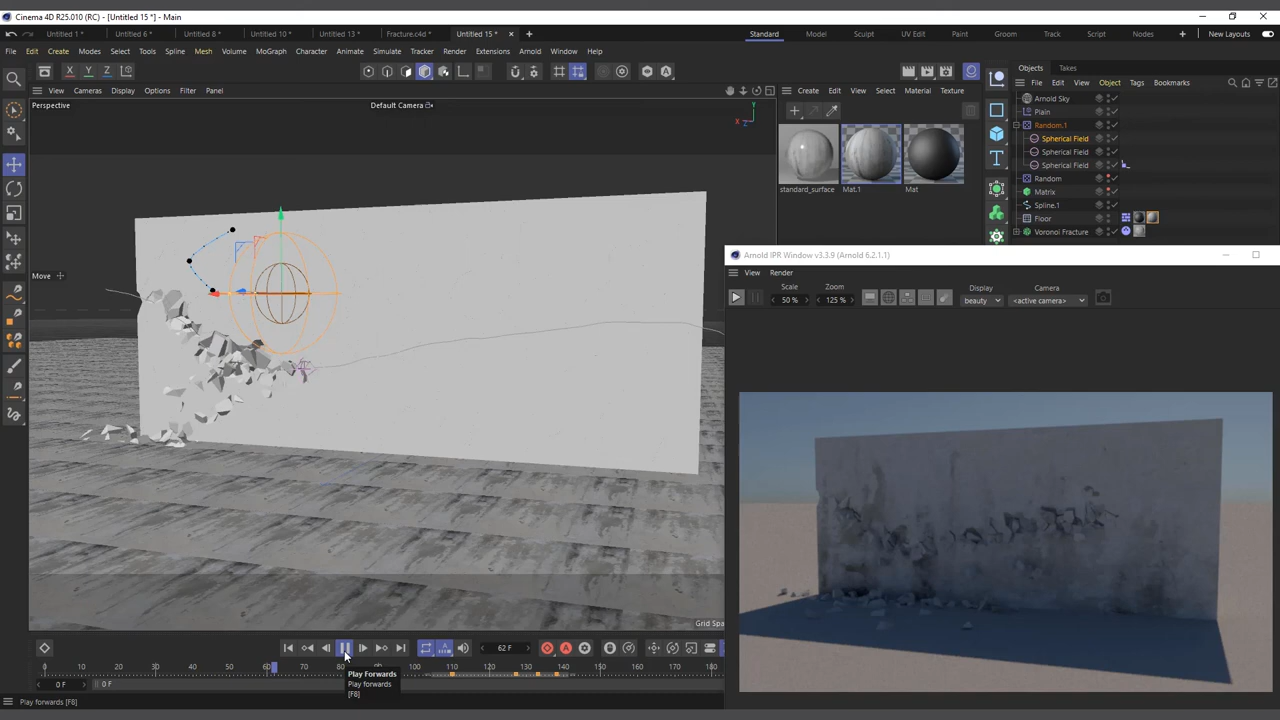 Cinema 4D R25.010 (RC) - [Untitled 15 *] - Main
Untitled 1 * Untitled 6 * Untitled 8 * Untitled 10 * Untitled 13 * Fracture.c4d * Untitled 15 *
Standard Model Sculpt UV Edit Paint Groom Track Script Nodes New Layouts
File Edit Create Modes Select Tools Spline Mesh Volume MoGraph Character Animate Simulate Tracker Render Extensions Arnold Window Help
X Y Z
Objects Takes
View Cameras Display Options Filter Panel
Create Edit View Select Material Texture
File Edit View Object Tags Bookmarks
Perspective
Default Camera
Y
X
Z
standard_surface
Mat.1
Mat
Arnold Sky
Plain
Random.1
Spherical Field
Spherical Field
Spherical Field
Random
Matrix
Spline.1
Floor
Voronoi Fracture
Move
Arnold IPR Window v3.3.9 (Arnold 6.2.1.1)
View Render
Scale Zoom Display Camera
50 % 125 % beauty <active camera>
Grid Spa
62 F
0 10 20 30 40 50 60 70 80 90 100 110 120 130 140 150 160 170 180
0 F 0 F
Play Forwards
Play forwards
[F8]
Play forwards [F8]